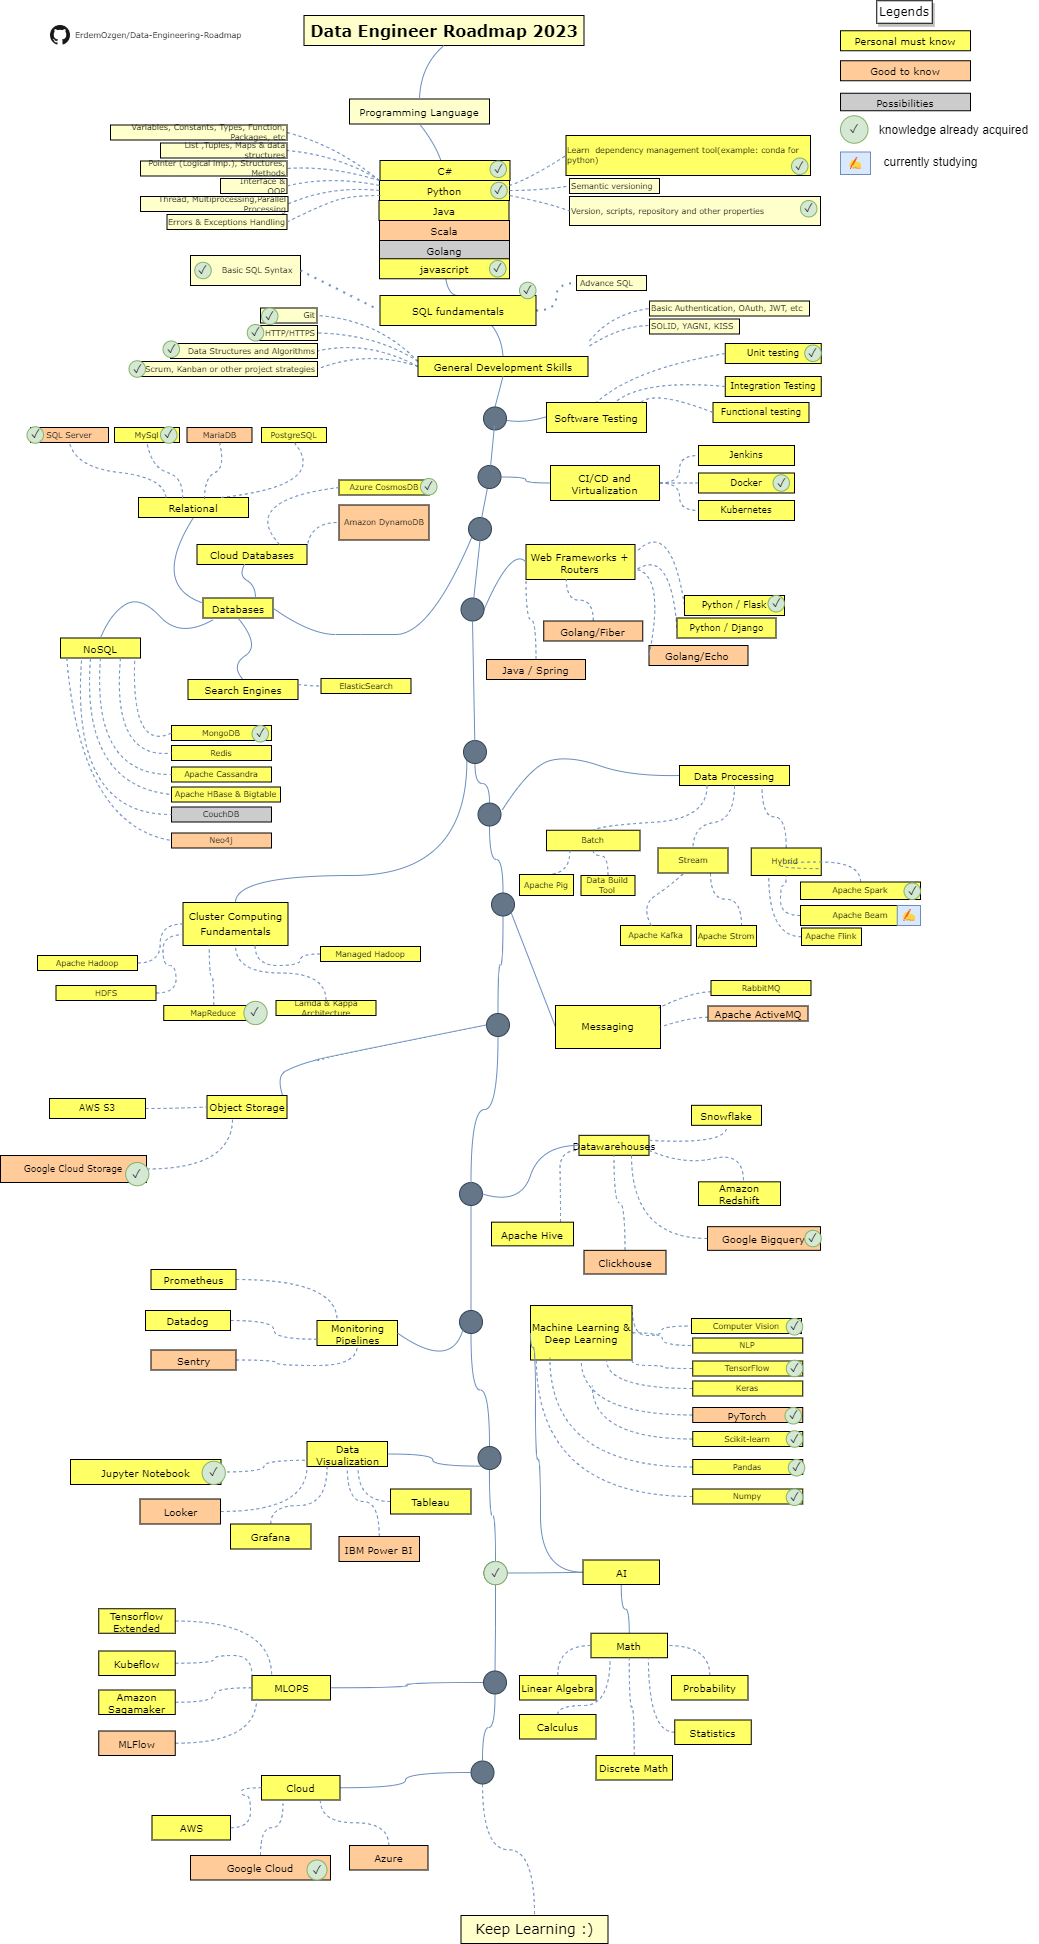 Legends
ErdemOzgen/Data-Engineering-Roadmap
Data Engineer Roadmap 2023
Personal must know
Good to know
Possibilities
knowledge already acquired
currently studying
Programming Language
Variables, Constants, Types, Function,
Packages, etc
List ,Tuples, Maps & data
structures
Pointer (Logical Imp.), Structures,
Methods
Interface &
OOP
Thread, Multiprocessing,Parallel
Processing
Errors & Exceptions Handling
C#
Python
Java
Scala
Golang
javascript
Learn dependency management tool(example: conda for
python)
Semantic versioning
Version, scripts, repository and other properties
Basic SQL Syntax
SQL fundamentals
Advance SQL
Git
HTTP/HTTPS
Data Structures and Algorithms
Scrum, Kanban or other project strategies
General Development Skills
Basic Authentication, OAuth, JWT, etc
SOLID, YAGNI, KISS
Software Testing
Unit testing
Integration Testing
Functional testing
SQL Server
MySql
MariaDB
PostgreSQL
Relational
Azure CosmosDB
Amazon DynamoDB
Cloud Databases
CI/CD and
Virtualization
Jenkins
Docker
Kubernetes
Web Frameworks +
Routers
Python / Flask
Python / Django
Golang/Fiber
Golang/Echo
Java / Spring
Databases
NoSQL
Search Engines
ElasticSearch
MongoDB
Redis
Apache Cassandra
Apache HBase & Bigtable
CouchDB
Neo4j
Data Processing
Batch
Stream
Hybrid
Apache Pig
Data Build
Tool
Apache Kafka
Apache Strom
Apache Spark
Apache Beam
Apache Flink
Cluster Computing
Fundamentals
Apache Hadoop
HDFS
MapReduce
Managed Hadoop
Lamda & Kappa
Architecture
Messaging
RabbitMQ
Apache ActiveMQ
Object Storage
AWS S3
Google Cloud Storage
Datawarehouses
Snowflake
Amazon
Redshift
Apache Hive
Google Bigquery
Clickhouse
Prometheus
Datadog
Sentry
Monitoring
Pipelines
Machine Learning &
Deep Learning
Computer Vision
NLP
TensorFlow
Keras
PyTorch
Scikit-learn
Pandas
Numpy
Data
Visualization
Jupyter Notebook
Looker
Grafana
Tableau
IBM Power BI
AI
Math
Linear Algebra
Probability
Calculus
Statistics
Discrete Math
Tensorflow
Extended
Kubeflow
Amazon
Sagamaker
MLFlow
MLOPS
Cloud
AWS
Google Cloud
Azure
Keep Learning :)